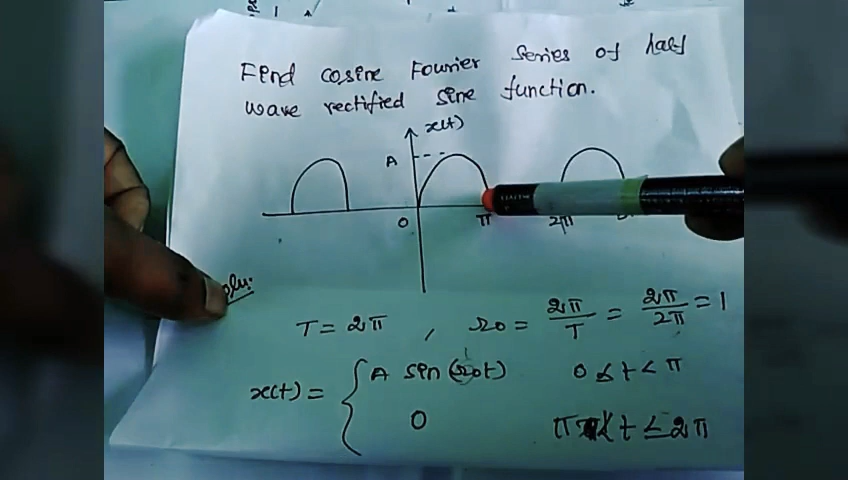 Find cosine Fourier series of half
wave rectified sine function.
x(t)
A
0 π 2π
Solu:
T = 2π , Ω0 = 2π/T = 2π/2π = 1
x(t) = { A sin(Ω0t) 0 ≤ t < π
0 π < t ≤ 2π